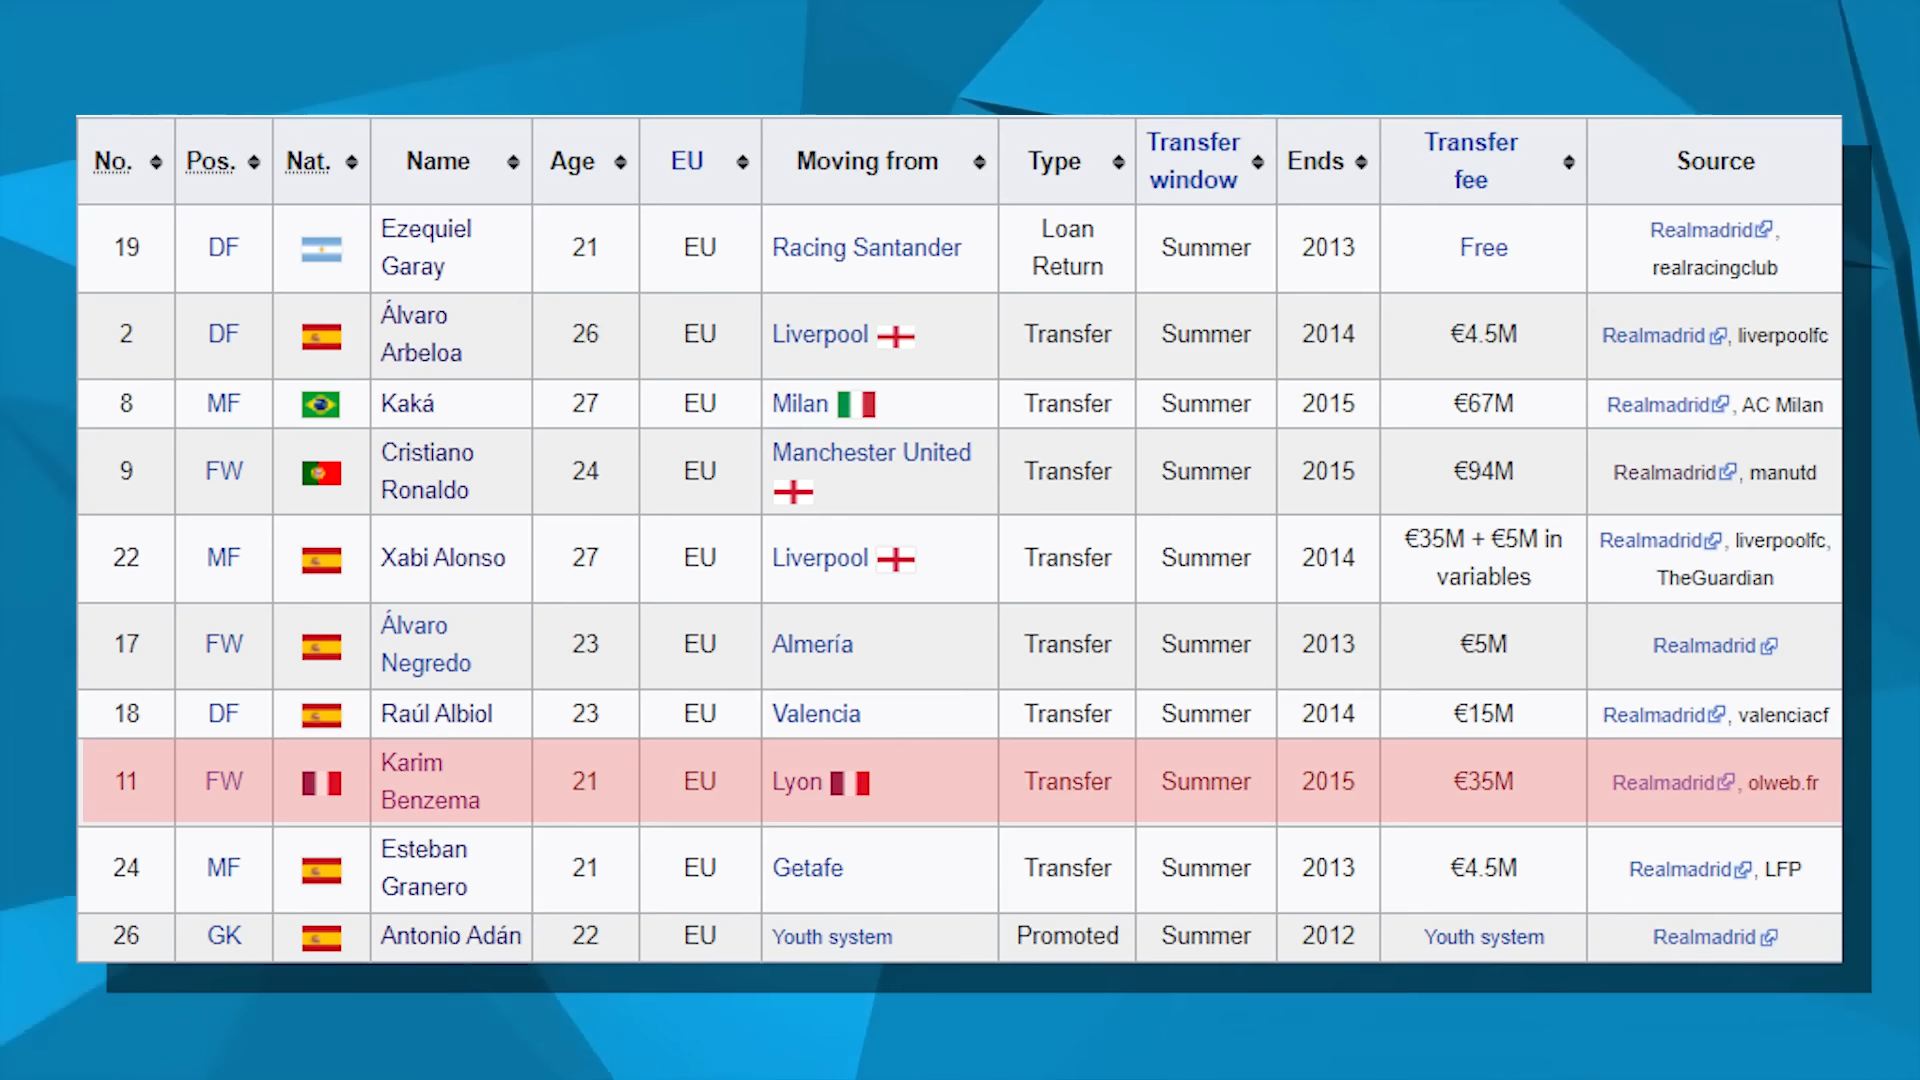 No. Pos. Nat. Name Age EU Moving from Type Transfer window Ends Transfer fee Source
19 DF Ezequiel Garay 21 EU Racing Santander Loan Return Summer 2013 Free Realmadrid, realracingclub
2 DF Álvaro Arbeloa 26 EU Liverpool Transfer Summer 2014 €4.5M Realmadrid, liverpoolfc
8 MF Kaká 27 EU Milan Transfer Summer 2015 €67M Realmadrid, AC Milan
9 FW Cristiano Ronaldo 24 EU Manchester United Transfer Summer 2015 €94M Realmadrid, manutd
22 MF Xabi Alonso 27 EU Liverpool Transfer Summer 2014 €35M + €5M in variables Realmadrid, liverpoolfc, TheGuardian
17 FW Álvaro Negredo 23 EU Almería Transfer Summer 2013 €5M Realmadrid
18 DF Raúl Albiol 23 EU Valencia Transfer Summer 2014 €15M Realmadrid, valenciacf
11 FW Karim Benzema 21 EU Lyon Transfer Summer 2015 €35M Realmadrid, olweb.fr
24 MF Esteban Granero 21 EU Getafe Transfer Summer 2013 €4.5M Realmadrid, LFP
26 GK Antonio Adán 22 EU Youth system Promoted Summer 2012 Youth system Realmadrid